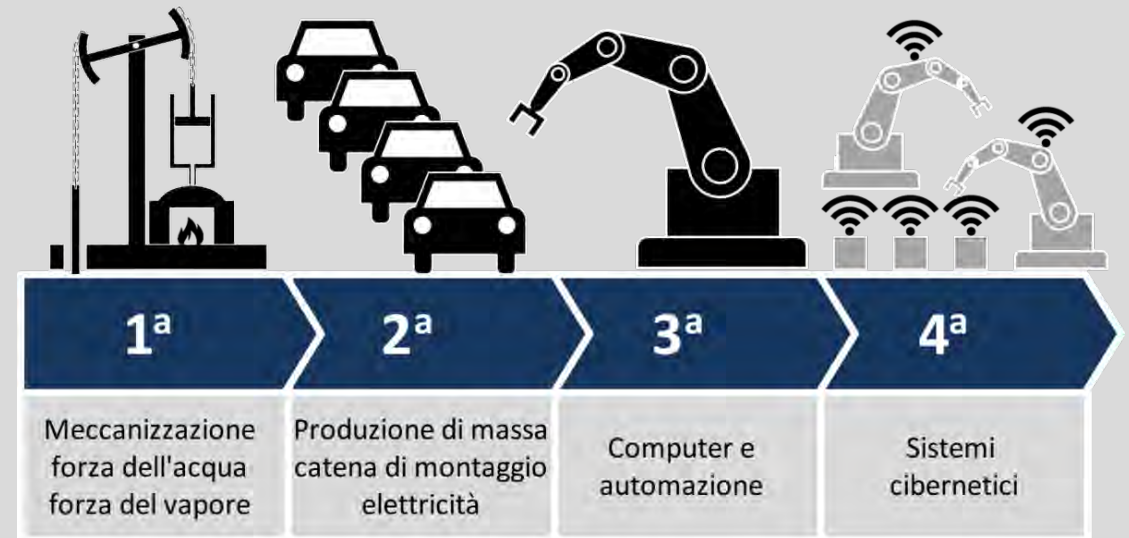 1ª
2ª
3ª
4ª
Meccanizzazione
forza dell'acqua
forza del vapore
Produzione di massa
catena di montaggio
elettricità
Computer e
automazione
Sistemi
cibernetici